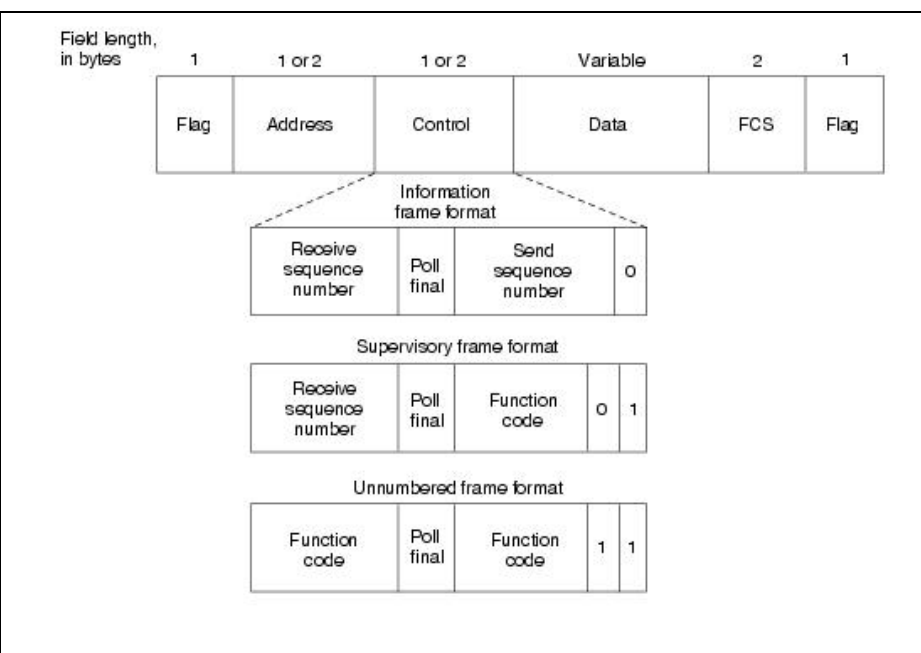 Field length,
in bytes 1 1 or 2 1 or 2 Variable 2 1
Flag Address Control Data FCS Flag
Information
frame format
Receive
sequence
number
Poll
final
Send
sequence
number
0
Supervisory frame format
Receive
sequence
number
Poll
final
Function
code
0 1
Unnumbered frame format
Function
code
Poll
final
Function
code
1 1